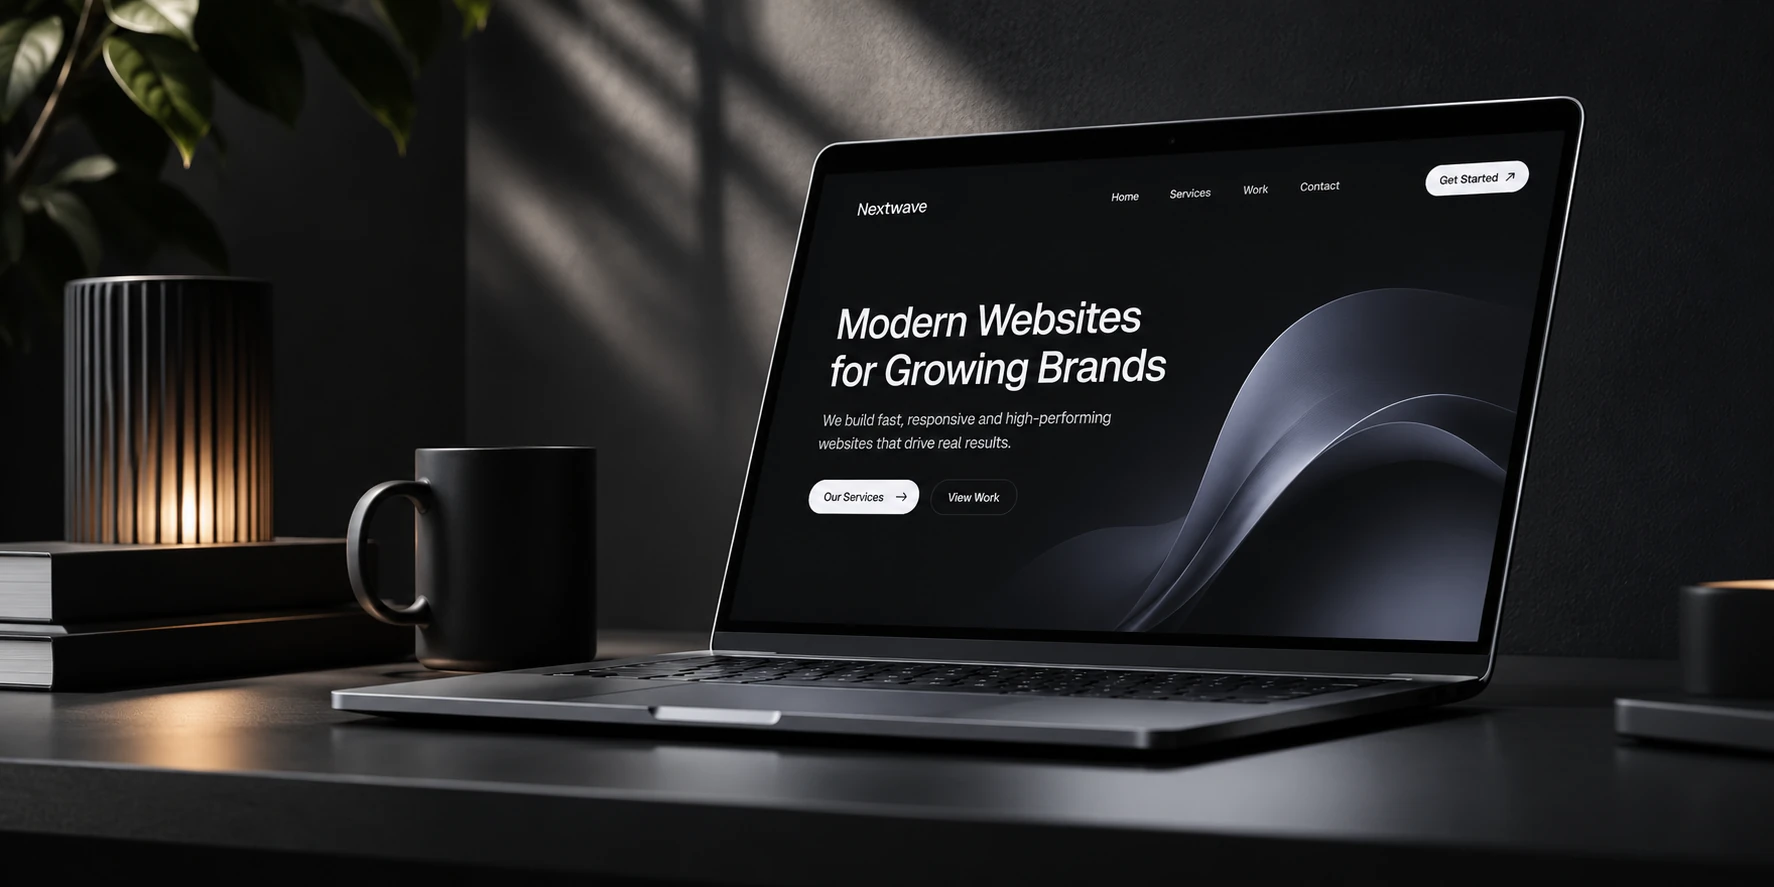 Nextwave
Home Services Work Contact
Get Started
Modern Websites
for Growing Brands
We build fast, responsive and high-performing
websites that drive real results.
Our Services
View Work